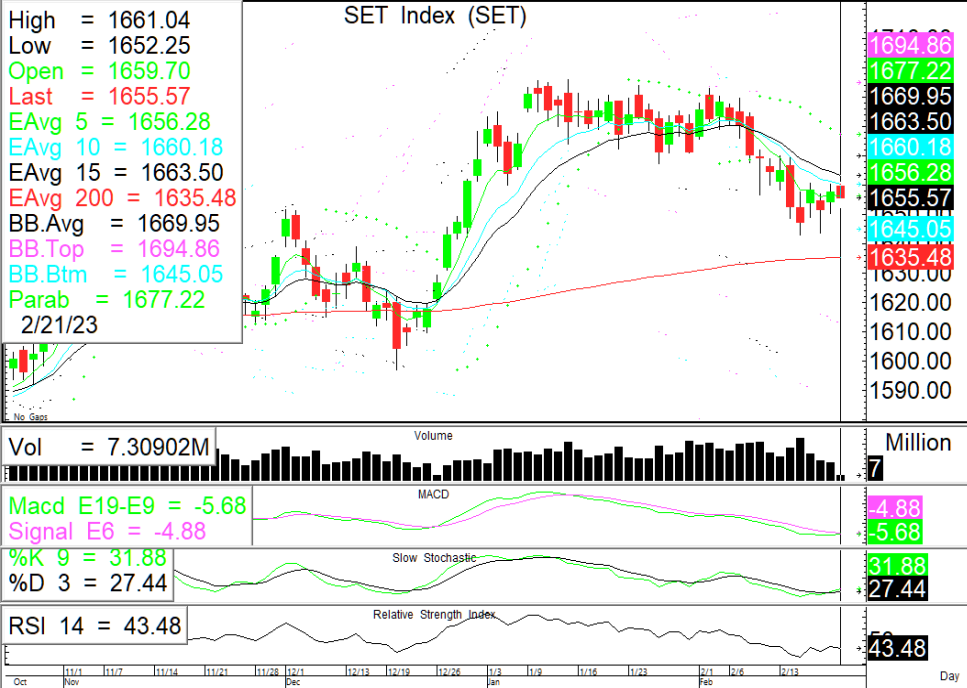 SET Index (SET)
High = 1661.04
Low = 1652.25
Open = 1659.70
Last = 1655.57
EAvg 5 = 1656.28
EAvg 10 = 1660.18
EAvg 15 = 1663.50
EAvg 200 = 1635.48
BB.Avg = 1669.95
BB.Top = 1694.86
BB.Btm = 1645.05
Parab = 1677.22
2/21/23
1694.86
1677.22
1669.95
1663.50
1660.18
1656.28
1655.57
1645.05
1635.48
1630.00
1620.00
1610.00
1600.00
1590.00
No Gaps
Volume
Vol = 7.30902M
Million
7
MACD
Macd E19-E9 = -5.68
Signal E6 = -4.88
-4.88
-5.68
Slow Stochastic
%K 9 = 31.88
%D 3 = 27.44
31.88
27.44
Relative Strength Index
RSI 14 = 43.48
43.48
11/1 11/7 11/14 11/21 11/28 12/1 12/13 12/19 12/26 1/3 1/9 1/16 1/23 2/1 2/6 2/13
Oct Nov Dec Jan Feb
Day